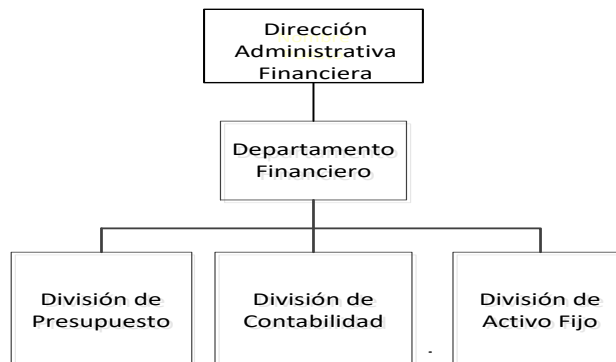 Dirección
Administrativa
Financiera
Departamento
Financiero
División de
Presupuesto
División de
Contabilidad
División de
Activo Fijo